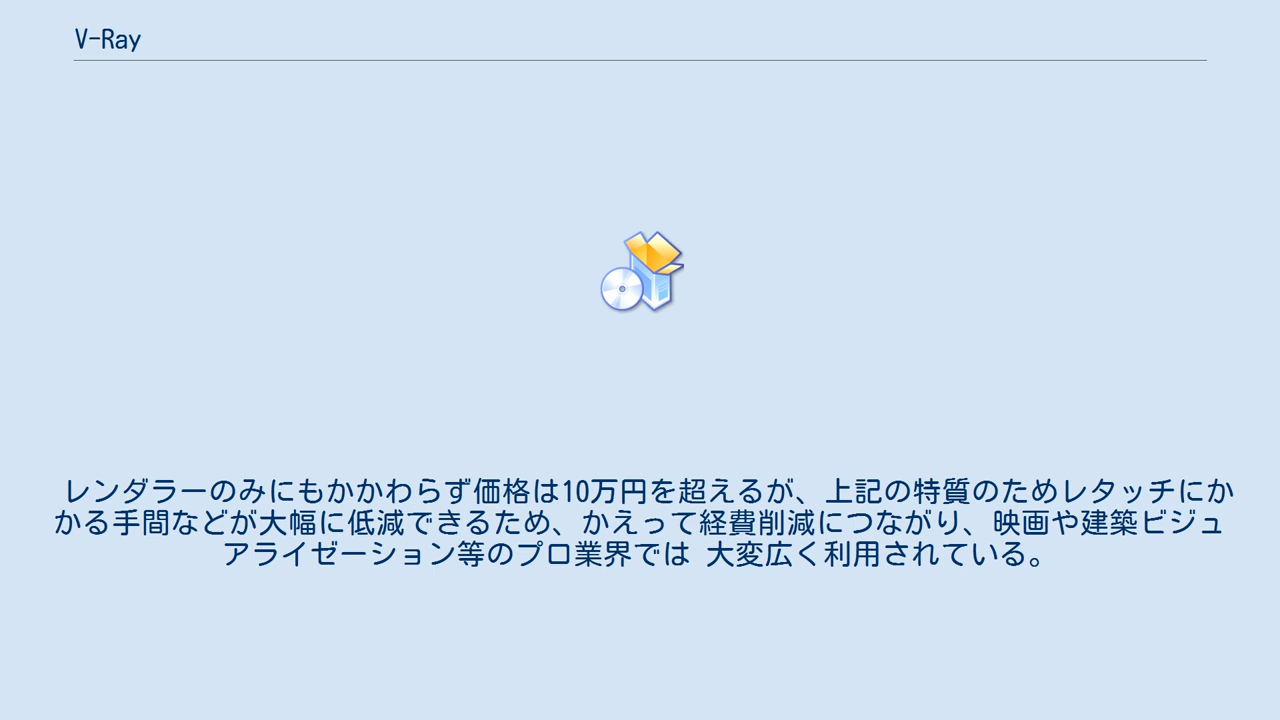 V-Ray
レンダラーのみにもかかわらず価格は10万円を超えるが、上記の特質のためレタッチにか
かる手間などが大幅に低減できるため、かえって経費削減につながり、映画や建築ビジュ
アライゼーション等のプロ業界では 大変広く利用されている。